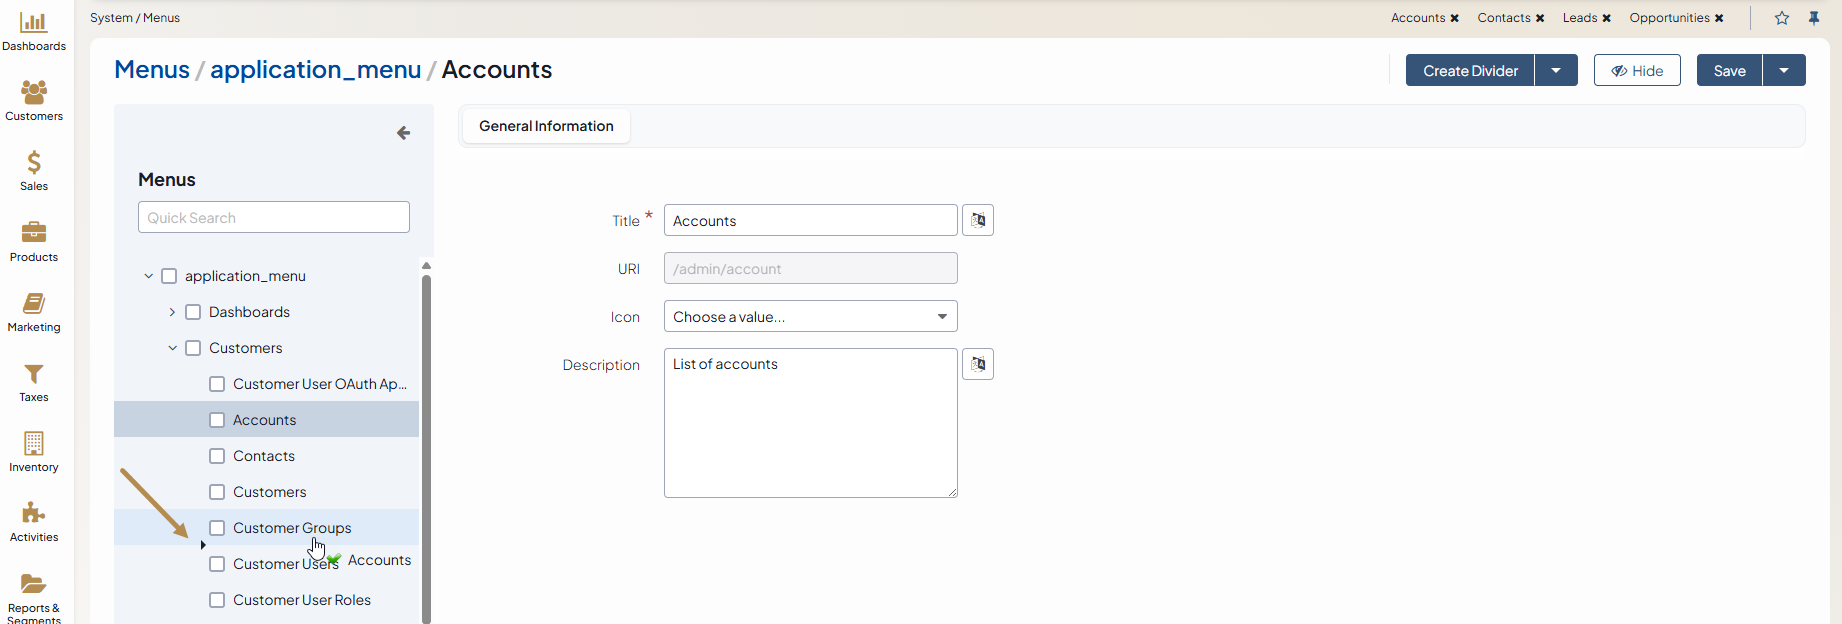 System / Menus
Accounts ✖ Contacts ✖ Leads ✖ Opportunities ✖
Dashboards
Customers
Sales
Products
Marketing
Taxes
Inventory
Activities
Reports &
Segments
Menus / application_menu / Accounts
Create Divider
Hide
Save
Menus
Quick Search
application_menu
Dashboards
Customers
Customer User OAuth Ap...
Accounts
Contacts
Customers
Customer Groups
Customer Users
Accounts
Customer User Roles
General Information
Title * Accounts
URI /admin/account
Icon Choose a value...
Description List of accounts